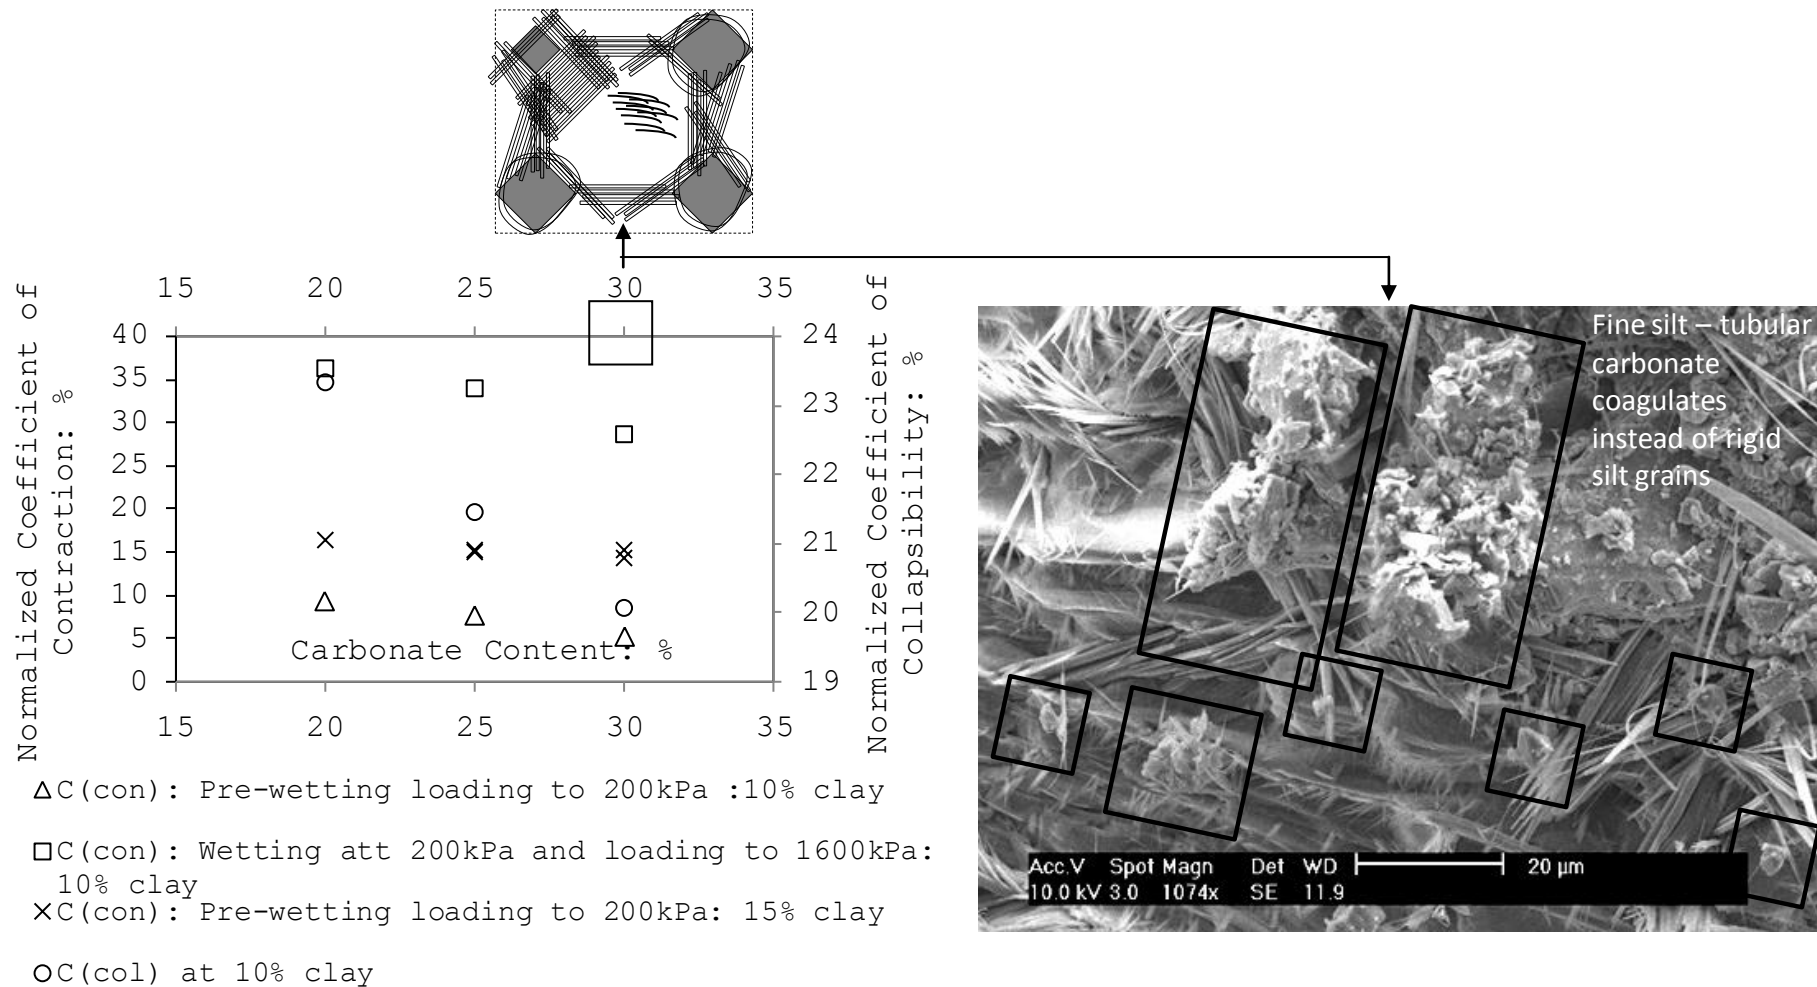 15 20 25 30 35
Normalized Coefficient of
Contraction: %
40
35
30
25
20
15
10
5
0
24
23
22
21
20
19
Normalized Coefficient of
Collapsibility: %
Carbonate Content: %
15 20 25 30 35
C(con): Pre-wetting loading to 200kPa :10% clay
C(con): Wetting att 200kPa and loading to 1600kPa:
10% clay
C(con): Pre-wetting loading to 200kPa: 15% clay
C(col) at 10% clay
Fine silt – tubular
carbonate
coagulates
instead of rigid
silt grains
Acc.V Spot Magn Det WD 20 µm
10.0 kV 3.0 1074x SE 11.9